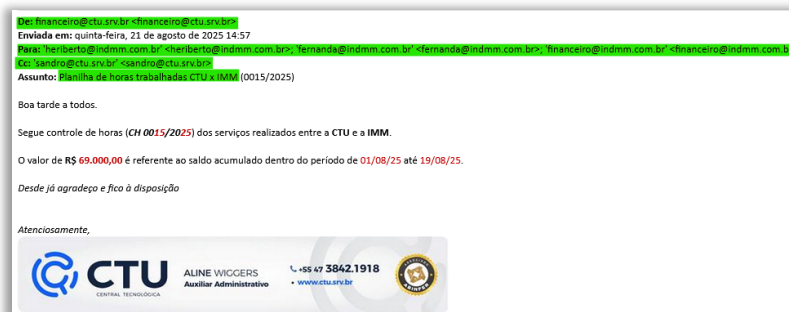 De: financeiro@ctu.srv.br <financeiro@ctu.srv.br>
Enviada em: quinta-feira, 21 de agosto de 2025 14:57
Para: 'heriberto@indmm.com.br' <heriberto@indmm.com.br>; 'fernanda@indmm.com.br' <fernanda@indmm.com.br>; 'financeiro@indmm.com.br' <financeiro@indmm.com.b
Cc: 'sandro@ctu.srv.br' <sandro@ctu.srv.br>
Assunto: Planilha de horas trabalhadas CTU x IMM (0015/2025)
Boa tarde a todos.
Segue controle de horas (CH 0015/2025) dos serviços realizados entre a CTU e a IMM.
O valor de R$ 69.000,00 é referente ao saldo acumulado dentro do período de 01/08/25 até 19/08/25.
Desde já agradeço e fico à disposição
Atenciosamente,
CTU
CENTRAL TECNOLÓGICA
ALINE WIGGERS
Auxiliar Administrativo
+55 47 3842.1918
www.ctu.srv.br